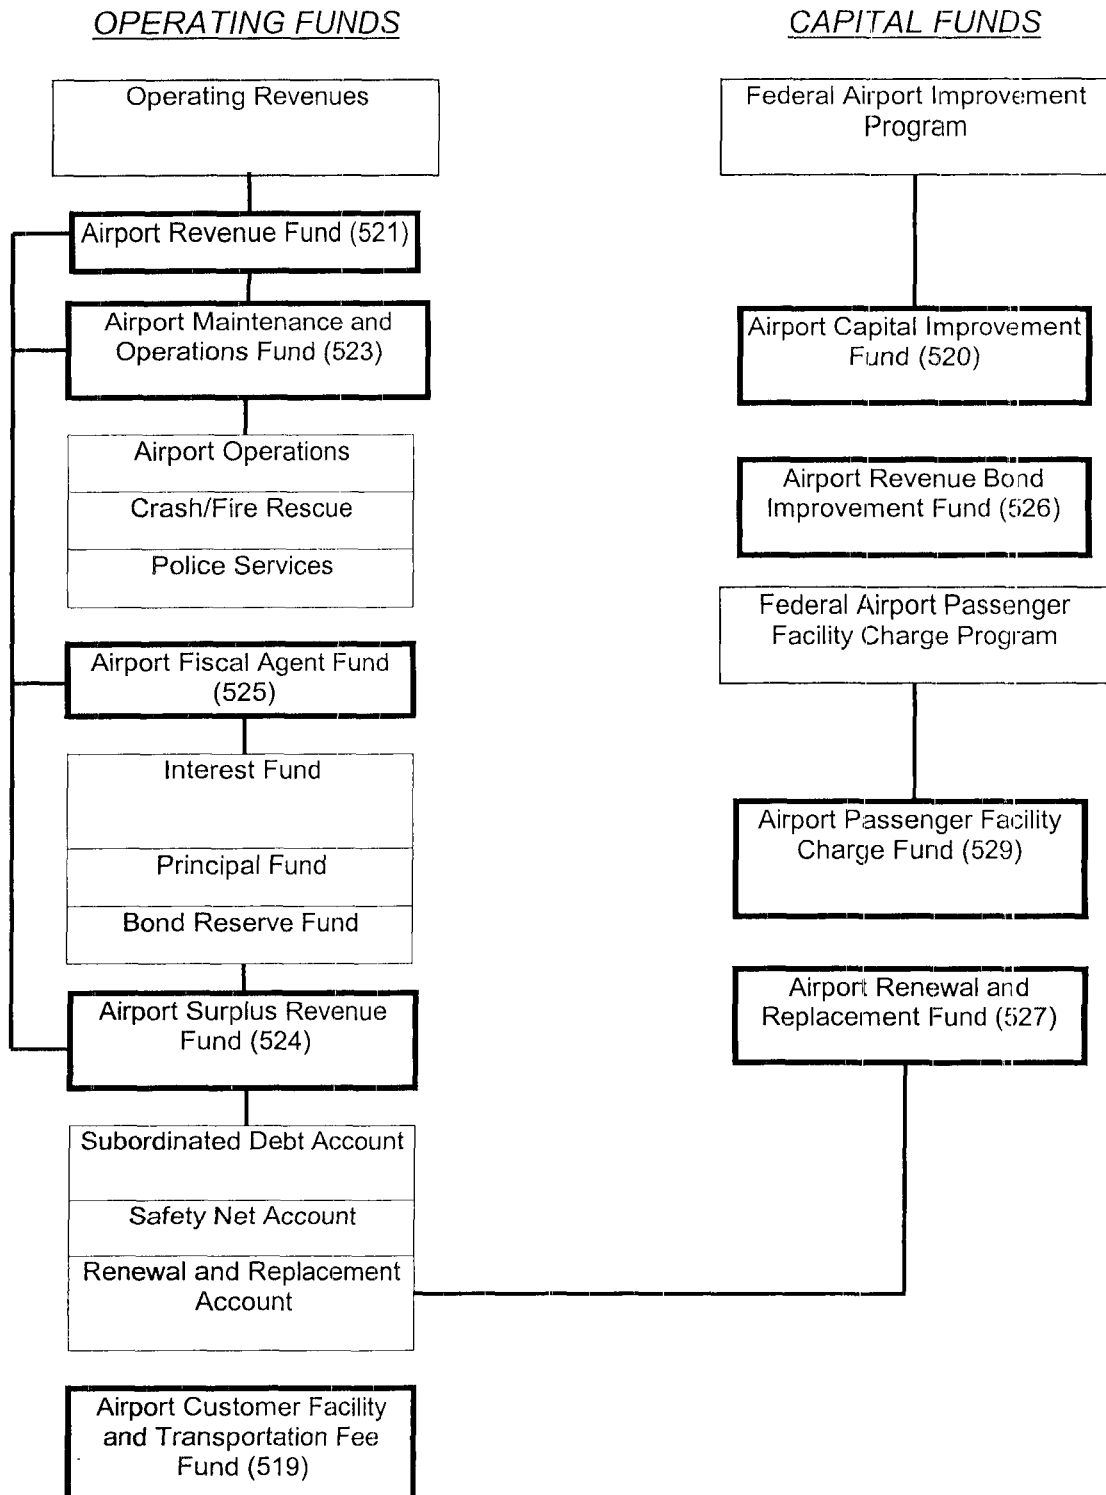 OPERATING FUNDS
Operating Revenues
Airport Revenue Fund (521)
Airport Maintenance and
Operations Fund (523)
Airport Operations
Crash/Fire Rescue
Police Services
Airport Fiscal Agent Fund
(525)
Interest Fund
Principal Fund
Bond Reserve Fund
Airport Surplus Revenue
Fund (524)
Subordinated Debt Account
Safety Net Account
Renewal and Replacement
Account
Airport Customer Facility
and Transportation Fee
Fund (519)
CAPITAL FUNDS
Federal Airport Improvement
Program
Airport Capital Improvement
Fund (520)
Airport Revenue Bond
Improvement Fund (526)
Federal Airport Passenger
Facility Charge Program
Airport Passenger Facility
Charge Fund (529)
Airport Renewal and
Replacement Fund (527)